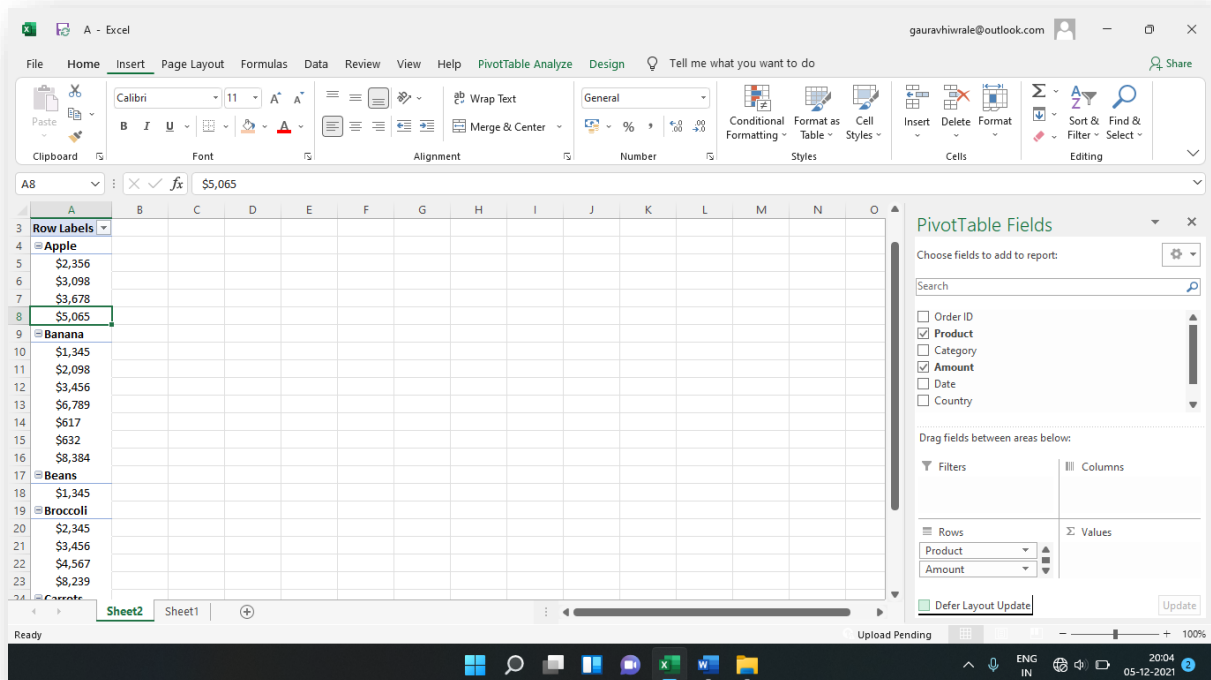 A - Excel
gauravhiwrale@outlook.com
File Home Insert Page Layout Formulas Data Review View Help PivotTable Analyze Design Tell me what you want to do Share
Paste
Calibri 11 A A
B I U A
ab Wrap Text
Merge & Center
General
% ,
Conditional Formatting
Format as Table
Cell Styles
Insert Delete Format
Sort & Filter
Find & Select
Clipboard Font Alignment Number Styles Cells Editing
A8 fx $5,065
A B C D E F G H I J K L M N O
3 Row Labels
4 Apple
5 $2,356
6 $3,098
7 $3,678
8 $5,065
9 Banana
10 $1,345
11 $2,098
12 $3,456
13 $6,789
14 $617
15 $632
16 $8,384
17 Beans
18 $1,345
19 Broccoli
20 $2,345
21 $3,456
22 $4,567
23 $8,239
24 Carrots
PivotTable Fields
Choose fields to add to report:
Search
Order ID
Product
Category
Amount
Date
Country
Drag fields between areas below:
Filters
Columns
Rows
Σ Values
Product
Amount
Defer Layout Update
Update
Sheet2 Sheet1
Ready
Upload Pending
100%
ENG
IN
20:04
05-12-2021
2